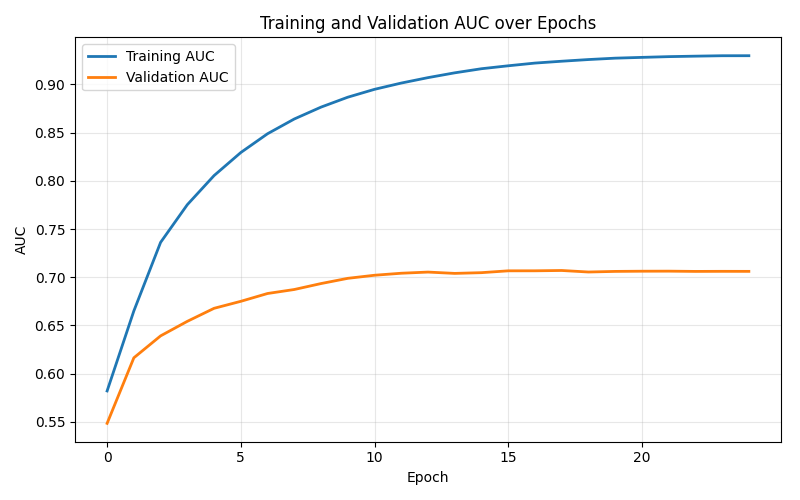 Training and Validation AUC over Epochs
Training AUC
Validation AUC
0.90
0.85
0.80
0.75
0.70
0.65
0.60
0.55
AUC
0 5 10 15 20
Epoch